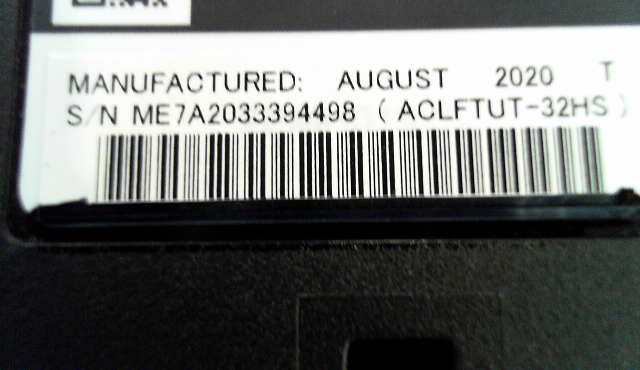 MANUFACTURED: AUGUST 2020 T
S/N ME7A2033394498 ( ACLFTUT-32HS )